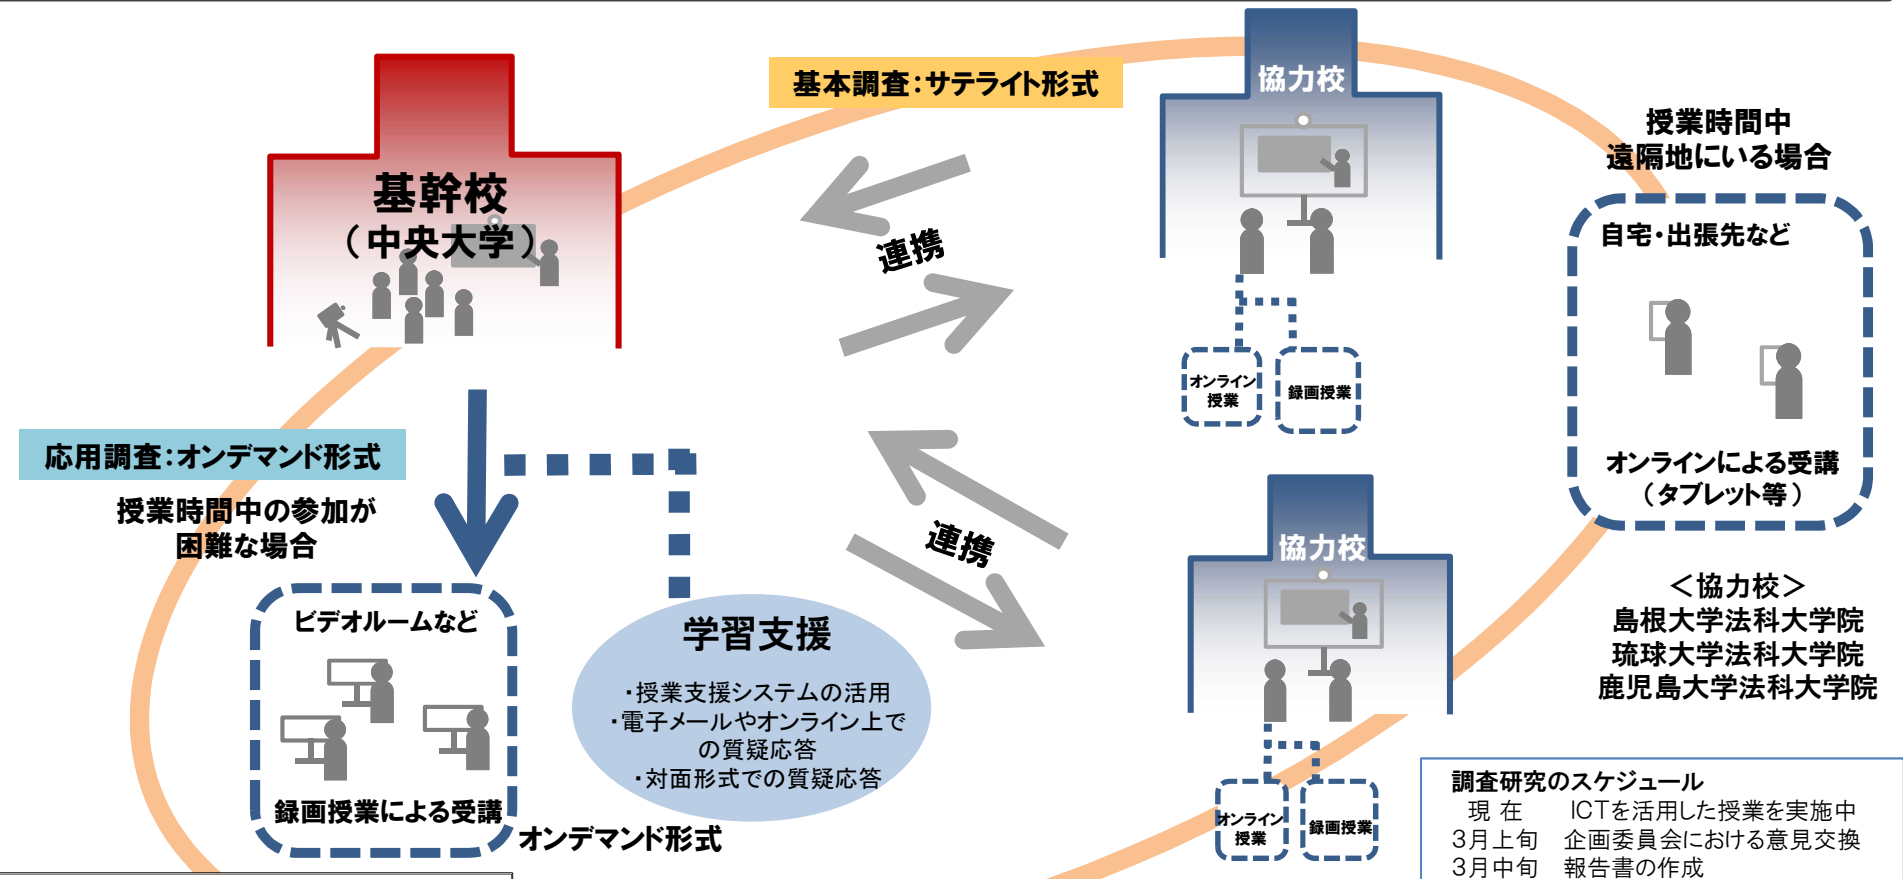 基本調査：サテライト形式
基幹校
（中央大学）
協力校
連携
オンライン
授業
録画授業
授業時間中
遠隔地にいる場合
自宅・出張先など
オンラインによる受講
（タブレット等）
応用調査：オンデマンド形式
授業時間中の参加が
困難な場合
ビデオルームなど
録画授業による受講
オンデマンド形式
学習支援
・授業支援システムの活用
・電子メールやオンライン上で
の質疑応答
・対面形式での質疑応答
連携
協力校
オンライン
授業
録画授業
＜協力校＞
島根大学法科大学院
琉球大学法科大学院
鹿児島大学法科大学院
調査研究のスケジュール
現 在　ICTを活用した授業を実施中
3月上旬　企画委員会における意見交換
3月中旬　報告書の作成